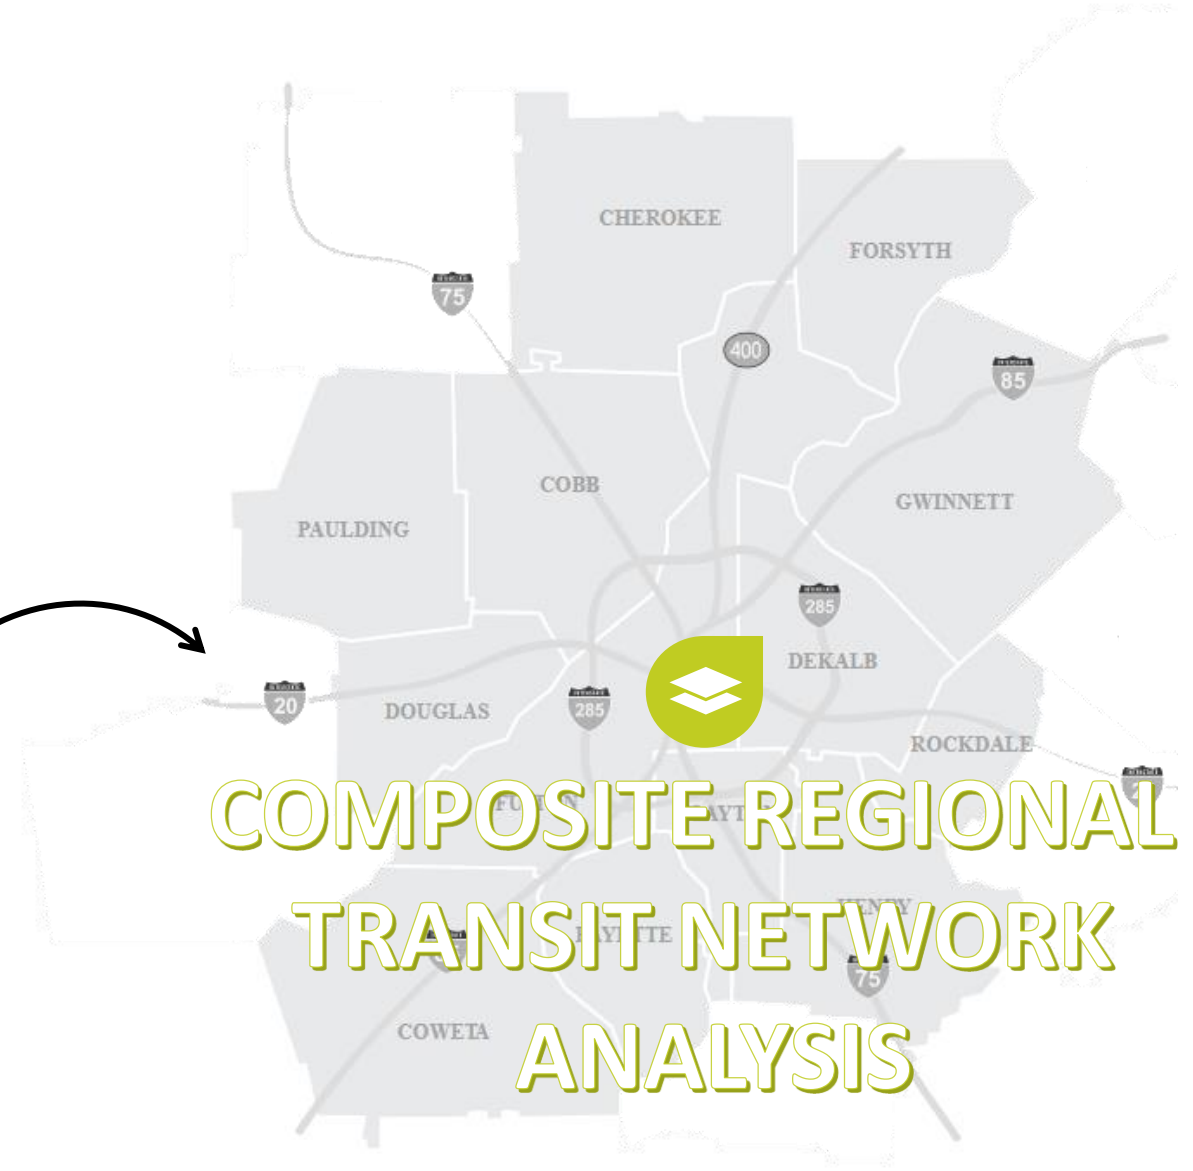 CHEROKEE
FORSYTH
75
400
85
COBB
GWINNETT
PAULDING
285
DEKALB
20
DOUGLAS
285
ROCKDALE
COMPOSITE REGIONAL
TRANSIT NETWORK
75
COWETA
ANALYSIS